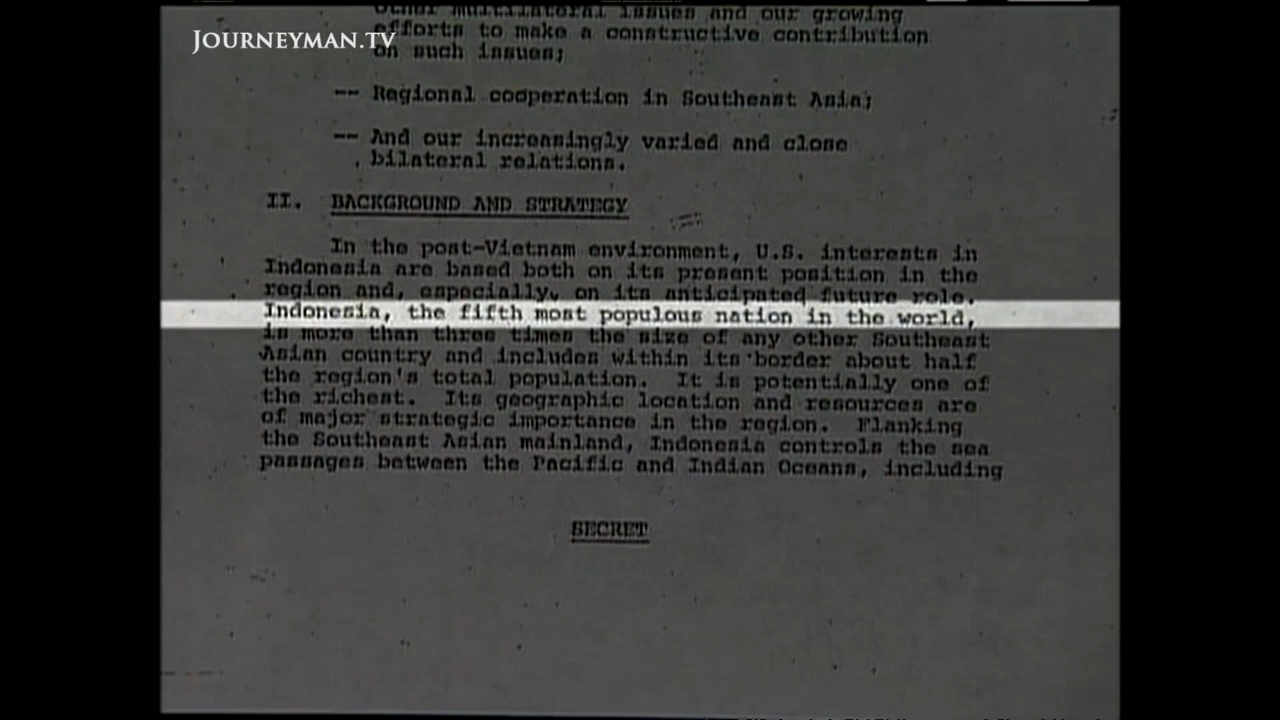 JOURNEYMAN.TV
other multilateral issues and our growing
efforts to make a constructive contribution
on such issues;
-- Regional cooperation in Southeast Asia;
-- And our increasingly varied and close
bilateral relations.
II. BACKGROUND AND STRATEGY
In the post-Vietnam environment, U.S. interests in
Indonesia are based both on its present position in the
region and, especially, on its anticipated future role.
Indonesia, the fifth most populous nation in the world,
is more than three times the size of any other Southeast
Asian country and includes within its border about half
the region's total population. It is potentially one of
the richest. Its geographic location and resources are
of major strategic importance in the region. Flanking
the Southeast Asian mainland, Indonesia controls the sea
passages between the Pacific and Indian Oceans, including
SECRET